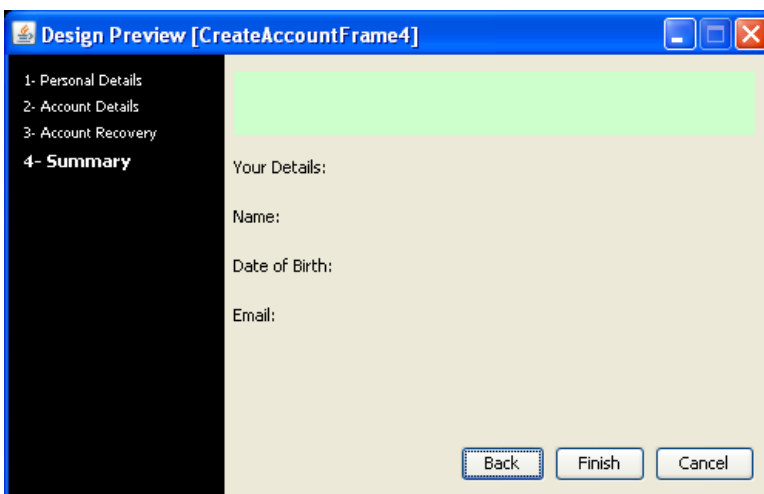 Design Preview [CreateAccountFrame4]
1- Personal Details
2- Account Details
3- Account Recovery
4- Summary
Your Details:
Name:
Date of Birth:
Email:
Back Finish Cancel